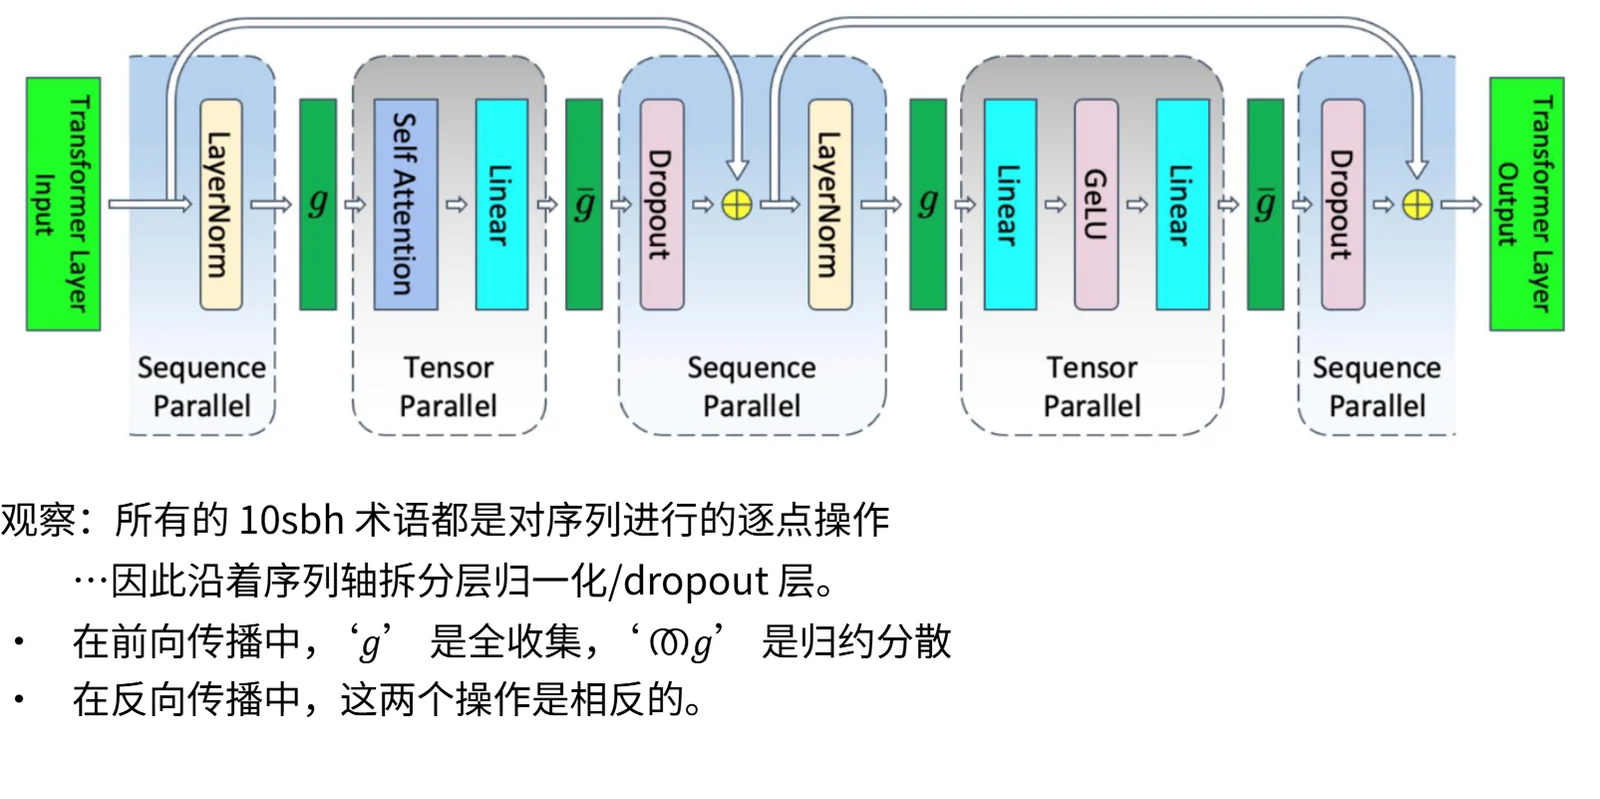 Transformer Layer
Input
LayerNorm
g
Self Attention
Linear
ḡ
Dropout
LayerNorm
g
Linear
GeLU
Linear
ḡ
Dropout
Transformer Layer
Output
Sequence
Parallel
Tensor
Parallel
Sequence
Parallel
Tensor
Parallel
Sequence
Parallel
观察：所有的 10sbh 术语都是对序列进行的逐点操作
…因此沿着序列轴拆分层归一化/dropout 层。
• 在前向传播中，‘g’ 是全收集，‘ g’ 是归约分散
• 在反向传播中，这两个操作是相反的。